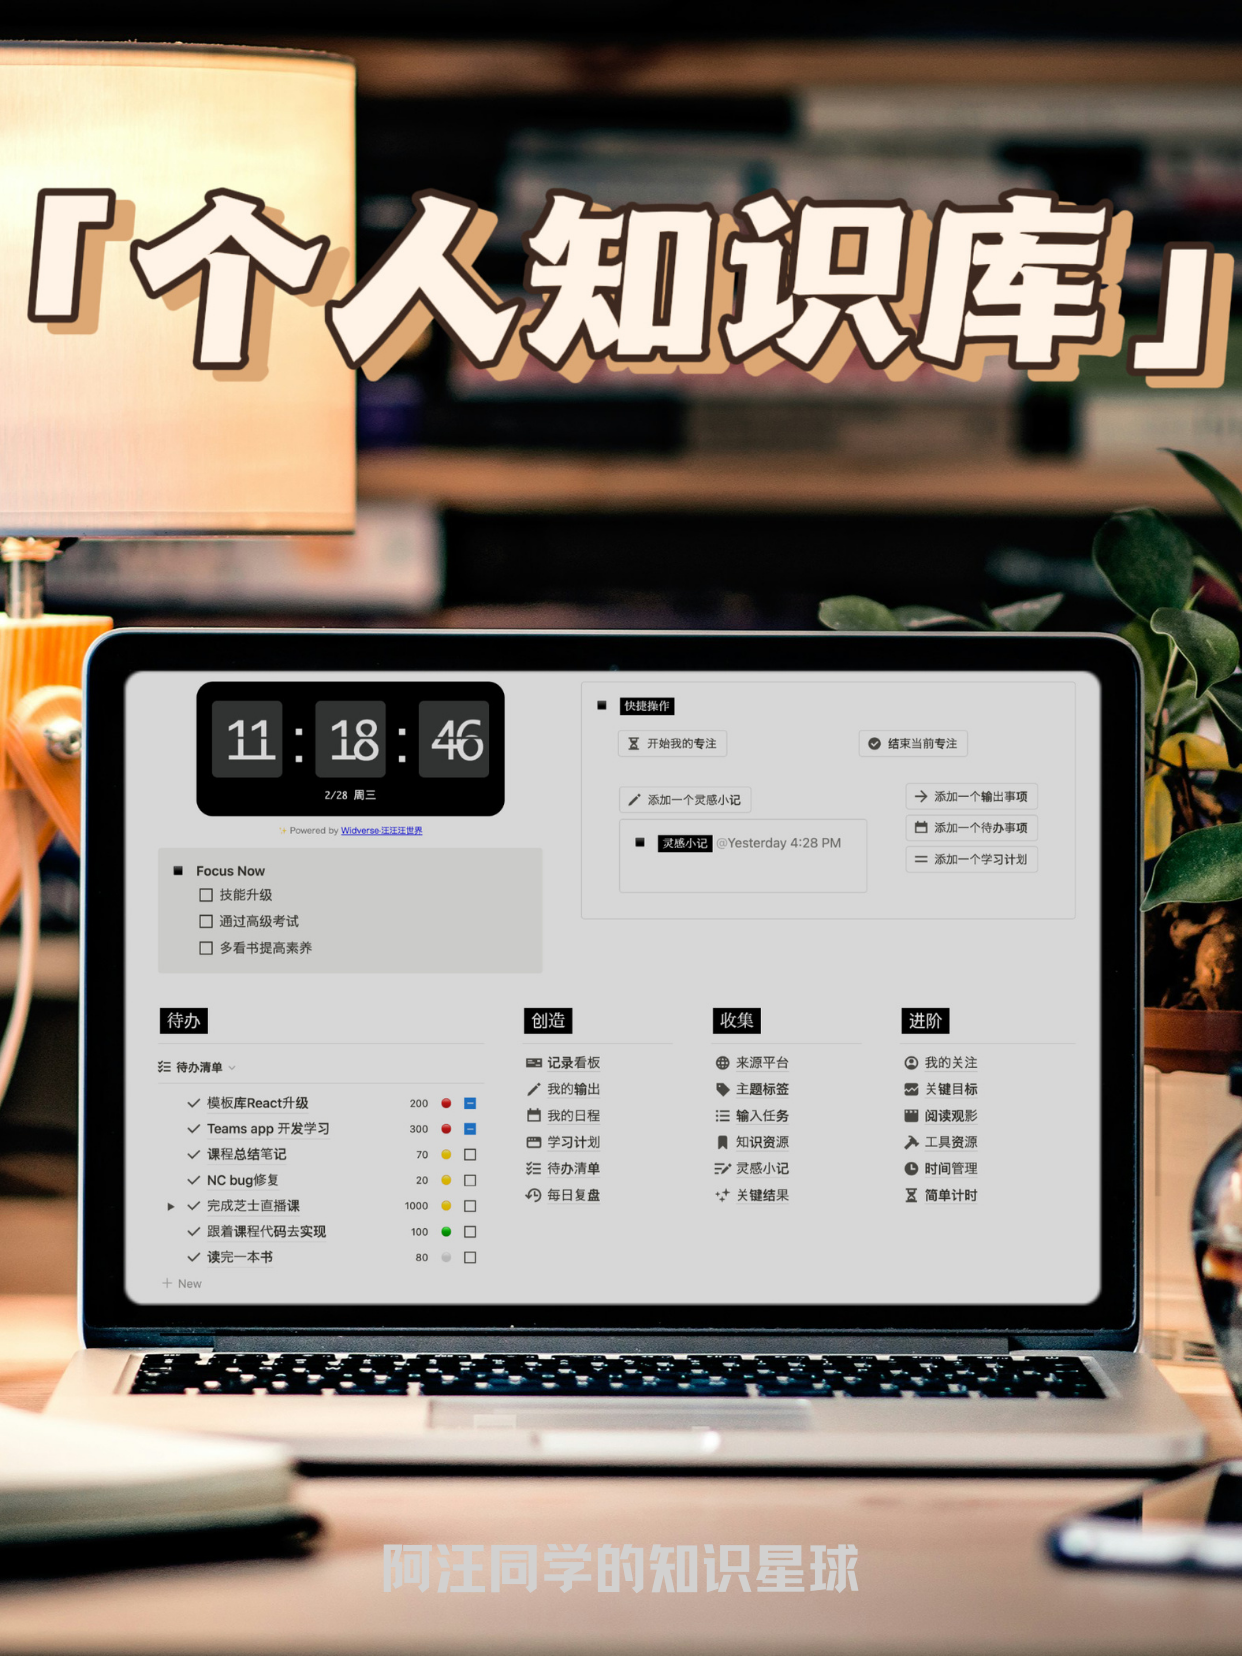 「个人知识库」
11:18:46
2/28 周三
Powered by Widverse·汪汪汪世界
Focus Now
技能升级
通过高级考试
多看书提高素养
快捷操作
开始我的专注
结束当前专注
添加一个灵感小记
灵感小记 @Yesterday 4:28 PM
添加一个输出事项
添加一个待办事项
添加一个学习计划
待办
待办清单
模板库React升级 200
Teams app 开发学习 300
课程总结笔记 70
NC bug修复 20
完成芝士直播课 1000
跟着课程代码去实现 100
读完一本书 80
+ New
创造
记录看板
我的输出
我的日程
学习计划
待办清单
每日复盘
收集
来源平台
主题标签
输入任务
知识资源
灵感小记
关键结果
进阶
我的关注
关键目标
阅读观影
工具资源
时间管理
简单计时
阿汪同学的知识星球